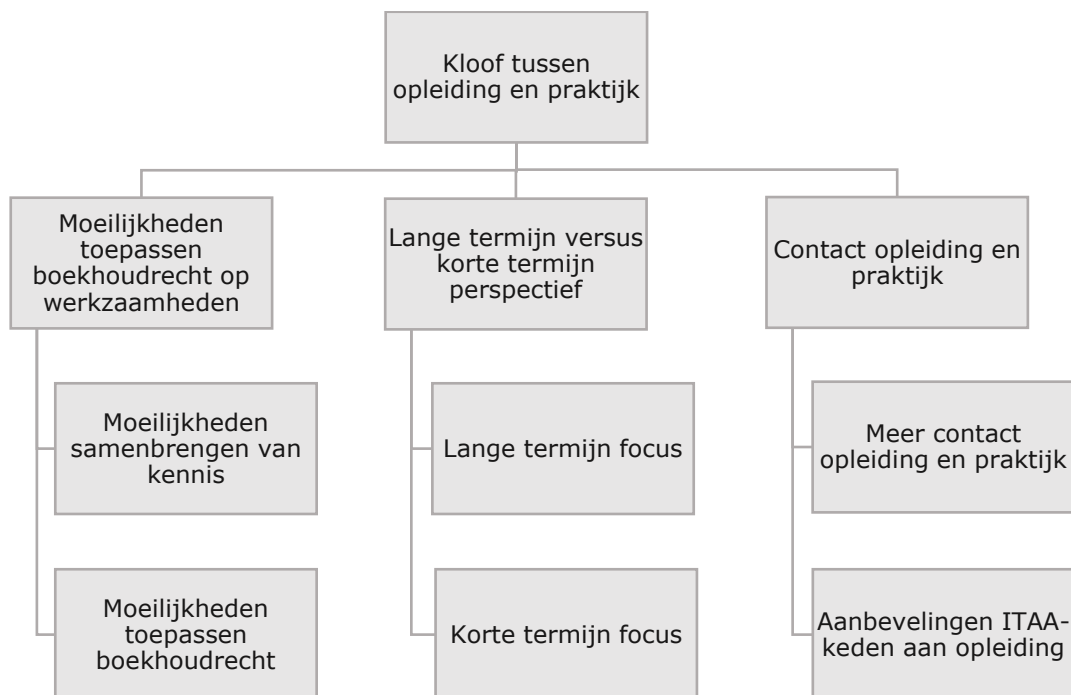 Kloof tussen
opleiding en praktijk
Moeilijkheden
toepassen
boekhoudrecht op
werkzaamheden
Lange termijn versus
korte termijn
perspectief
Contact opleiding en
praktijk
Moeilijkheden
samenbrengen van
kennis
Lange termijn focus
Meer contact
opleiding en praktijk
Moeilijkheden
toepassen
boekhoudrecht
Korte termijn focus
Aanbevelingen ITAA-
keden aan opleiding